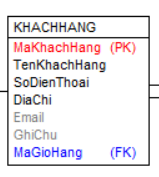 KHACHHANG
MaKhachHang (PK)
TenKhachHang
SoDienThoai
DiaChi
Email
GhiChu
MaGioHang (FK)